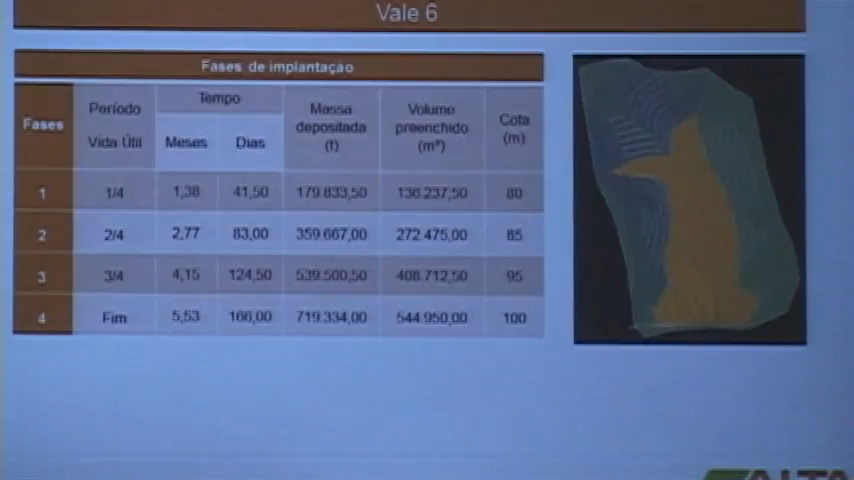 Vale 6
Fases de implantação
Fases
Período
Vida Útil
Tempo
Meses Dias
Massa
depositada
(t)
Volume
preenchido
(m³)
Cota
(m)
1 1/4 1,38 41,50 179.833,50 136.237,50 80
2 2/4 2,77 83,00 359.667,00 272.475,00 85
3 3/4 4,15 124,50 539.500,50 408.712,50 95
4 Fim 5,53 166,00 719.334,00 544.950,00 100